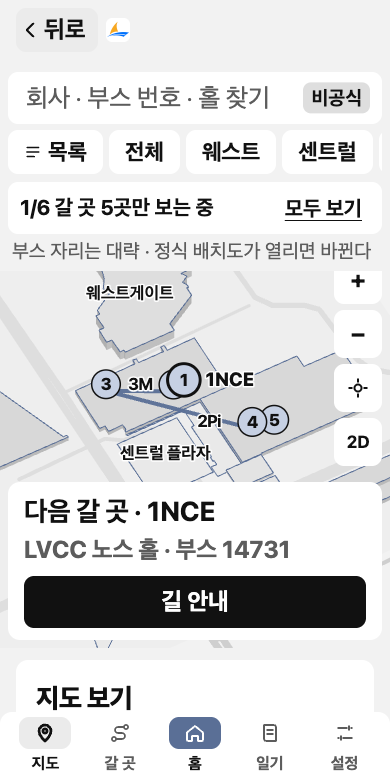 뒤로
회사 · 부스 번호 · 홀 찾기 비공식
목록 전체 웨스트 센트럴
1/6 갈 곳 5곳만 보는 중 모두 보기
부스 자리는 대략 · 정식 배치도가 열리면 바뀐다
웨스트게이트
+
−
3 3M 1 1NCE
2Pi 4 5
2D
센트럴 플라자
다음 갈 곳 · 1NCE
LVCC 노스 홀 · 부스 14731
길 안내
지도 보기
지도 갈 곳 홈 일기 설정